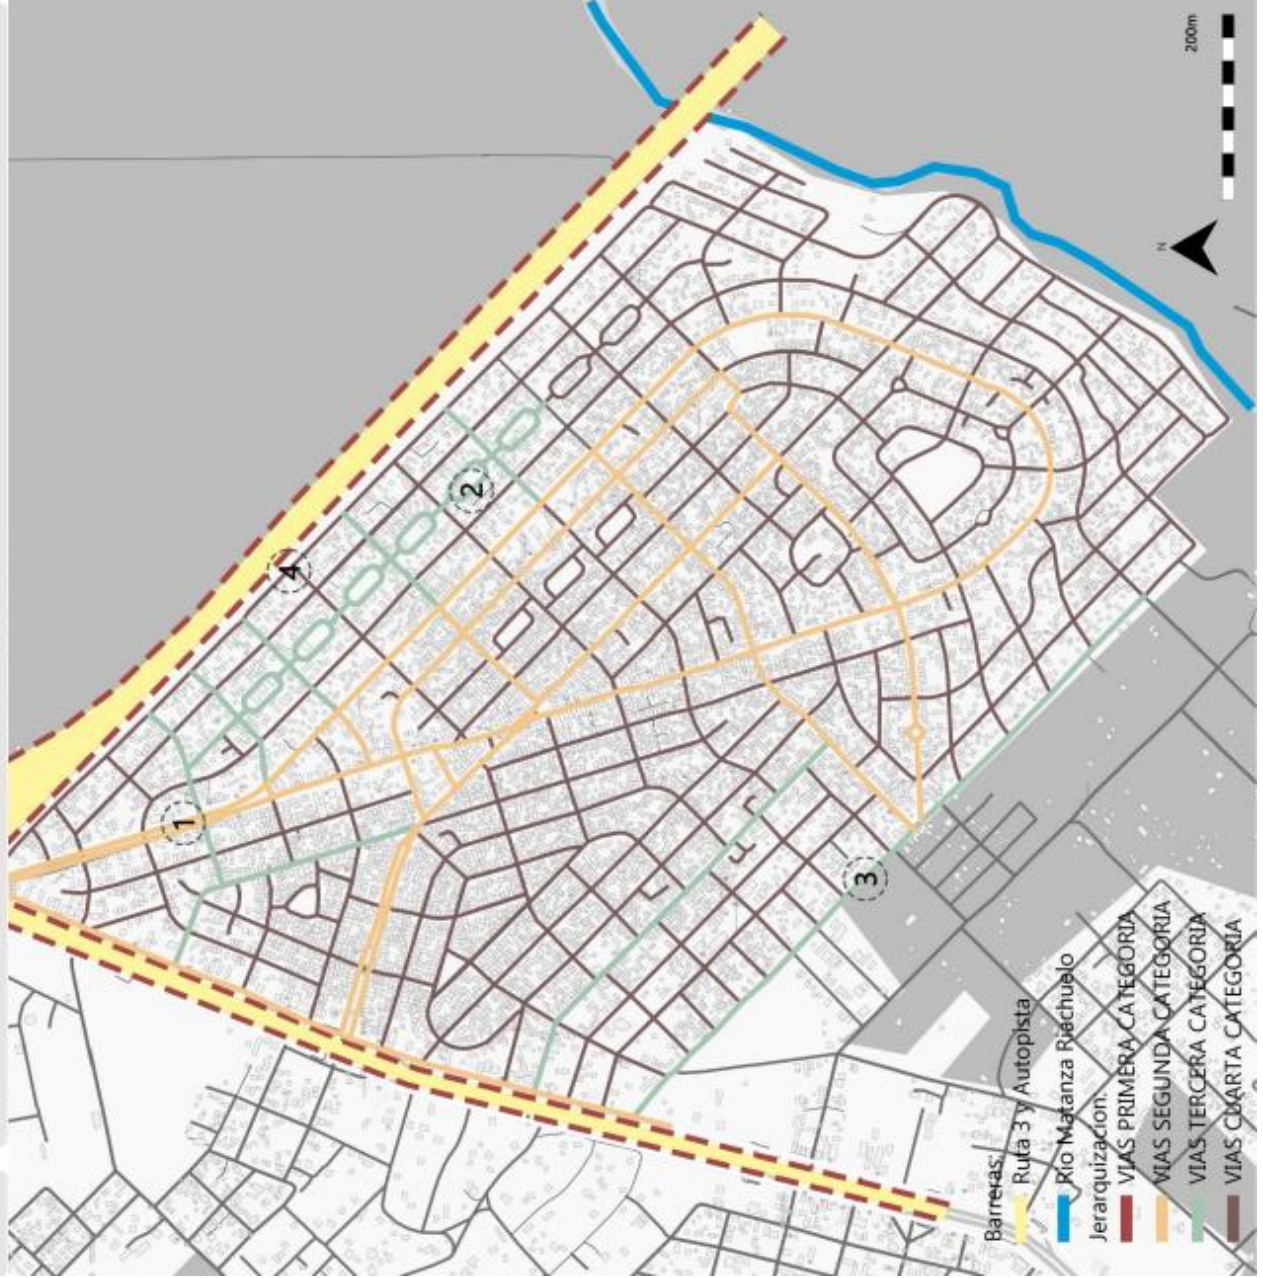 Barreras:
Ruta 3 y Autopista
Río Matanza Riachuelo
Jerarquizacion:
VIAS PRIMERA CATEGORIA
VIAS SEGUNDA CATEGORIA
VIAS TERCERA CATEGORIA
VIAS CUARTA CATEGORIA
1
2
3
4
N
200m